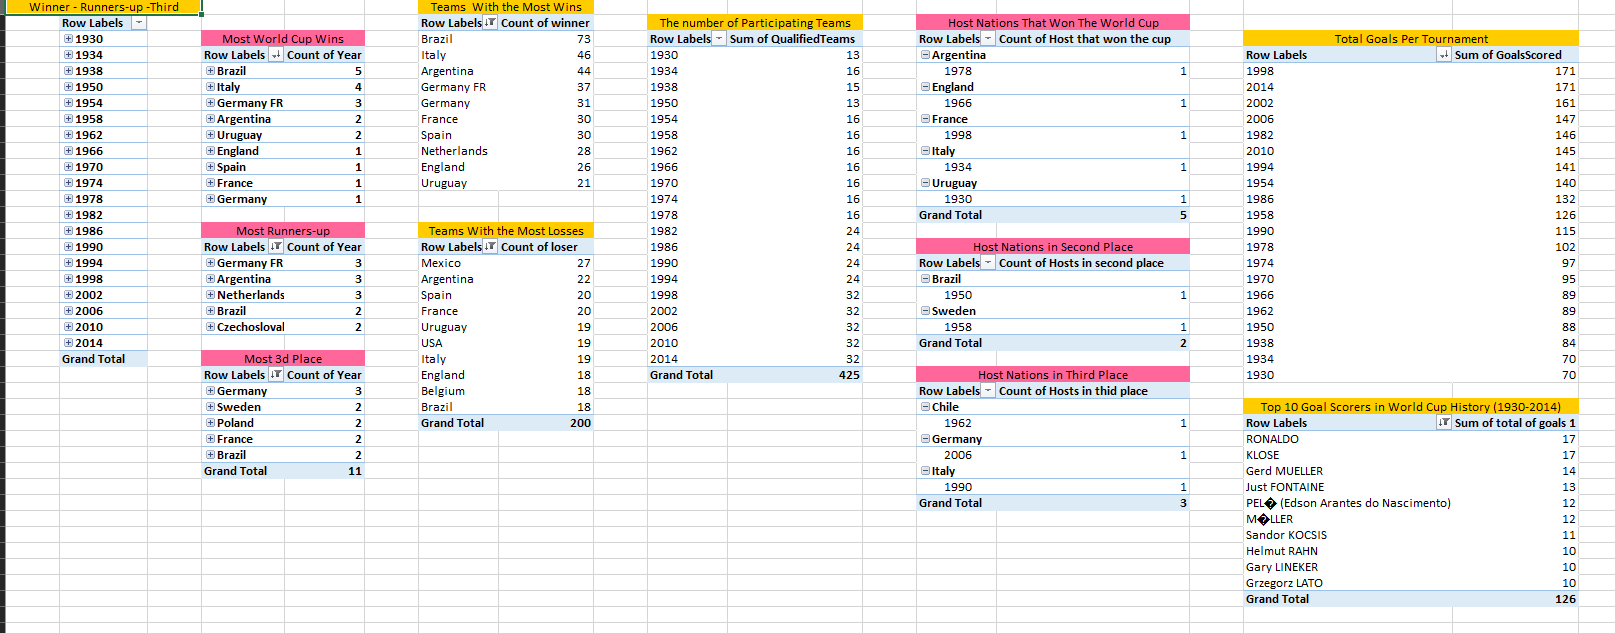 Winner - Runners-up -Third
Row Labels
1930
1934
1938
1950
1954
1958
1962
1966
1970
1974
1978
1982
1986
1990
1994
1998
2002
2006
2010
2014
Grand Total
Most World Cup Wins
Row Labels Count of Year
Brazil 5
Italy 4
Germany FR 3
Argentina 2
Uruguay 2
England 1
Spain 1
France 1
Germany 1
Most Runners-up
Row Labels Count of Year
Germany FR 3
Argentina 3
Netherlands 3
Brazil 2
Czechosloval 2
Most 3d Place
Row Labels Count of Year
Germany 3
Sweden 2
Poland 2
France 2
Brazil 2
Grand Total 11
Teams With the Most Wins
Row Labels Count of winner
Brazil 73
Italy 46
Argentina 44
Germany FR 37
Germany 31
France 30
Spain 30
Netherlands 28
England 26
Uruguay 21
Teams With the Most Losses
Row Labels Count of loser
Mexico 27
Argentina 22
Spain 20
France 20
Uruguay 19
USA 19
Italy 19
England 18
Belgium 18
Brazil 18
Grand Total 200
The number of Participating Teams
Row Labels Sum of QualifiedTeams
1930 13
1934 16
1938 15
1950 13
1954 16
1958 16
1962 16
1966 16
1970 16
1974 16
1978 16
1982 24
1986 24
1990 24
1994 24
1998 32
2002 32
2006 32
2010 32
2014 32
Grand Total 425
Host Nations That Won The World Cup
Row Labels Count of Host that won the cup
Argentina
1978 1
England
1966 1
France
1998 1
Italy
1934 1
Uruguay
1930 1
Grand Total 5
Host Nations in Second Place
Row Labels Count of Hosts in second place
Brazil
1950 1
Sweden
1958 1
Grand Total 2
Host Nations in Third Place
Row Labels Count of Hosts in thid place
Chile
1962 1
Germany
2006 1
Italy
1990 1
Grand Total 3
Total Goals Per Tournament
Row Labels Sum of GoalsScored
1998 171
2014 171
2002 161
2006 147
1982 146
2010 145
1994 141
1954 140
1986 132
1958 126
1990 115
1978 102
1974 97
1970 95
1966 89
1962 89
1950 88
1938 84
1934 70
1930 70
Top 10 Goal Scorers in World Cup History (1930-2014)
Row Labels Sum of total of goals 1
RONALDO 17
KLOSE 17
Gerd MUELLER 14
Just FONTAINE 13
PEL� (Edson Arantes do Nascimento) 12
M�LLER 12
Sandor KOCSIS 11
Helmut RAHN 10
Gary LINEKER 10
Grzegorz LATO 10
Grand Total 126